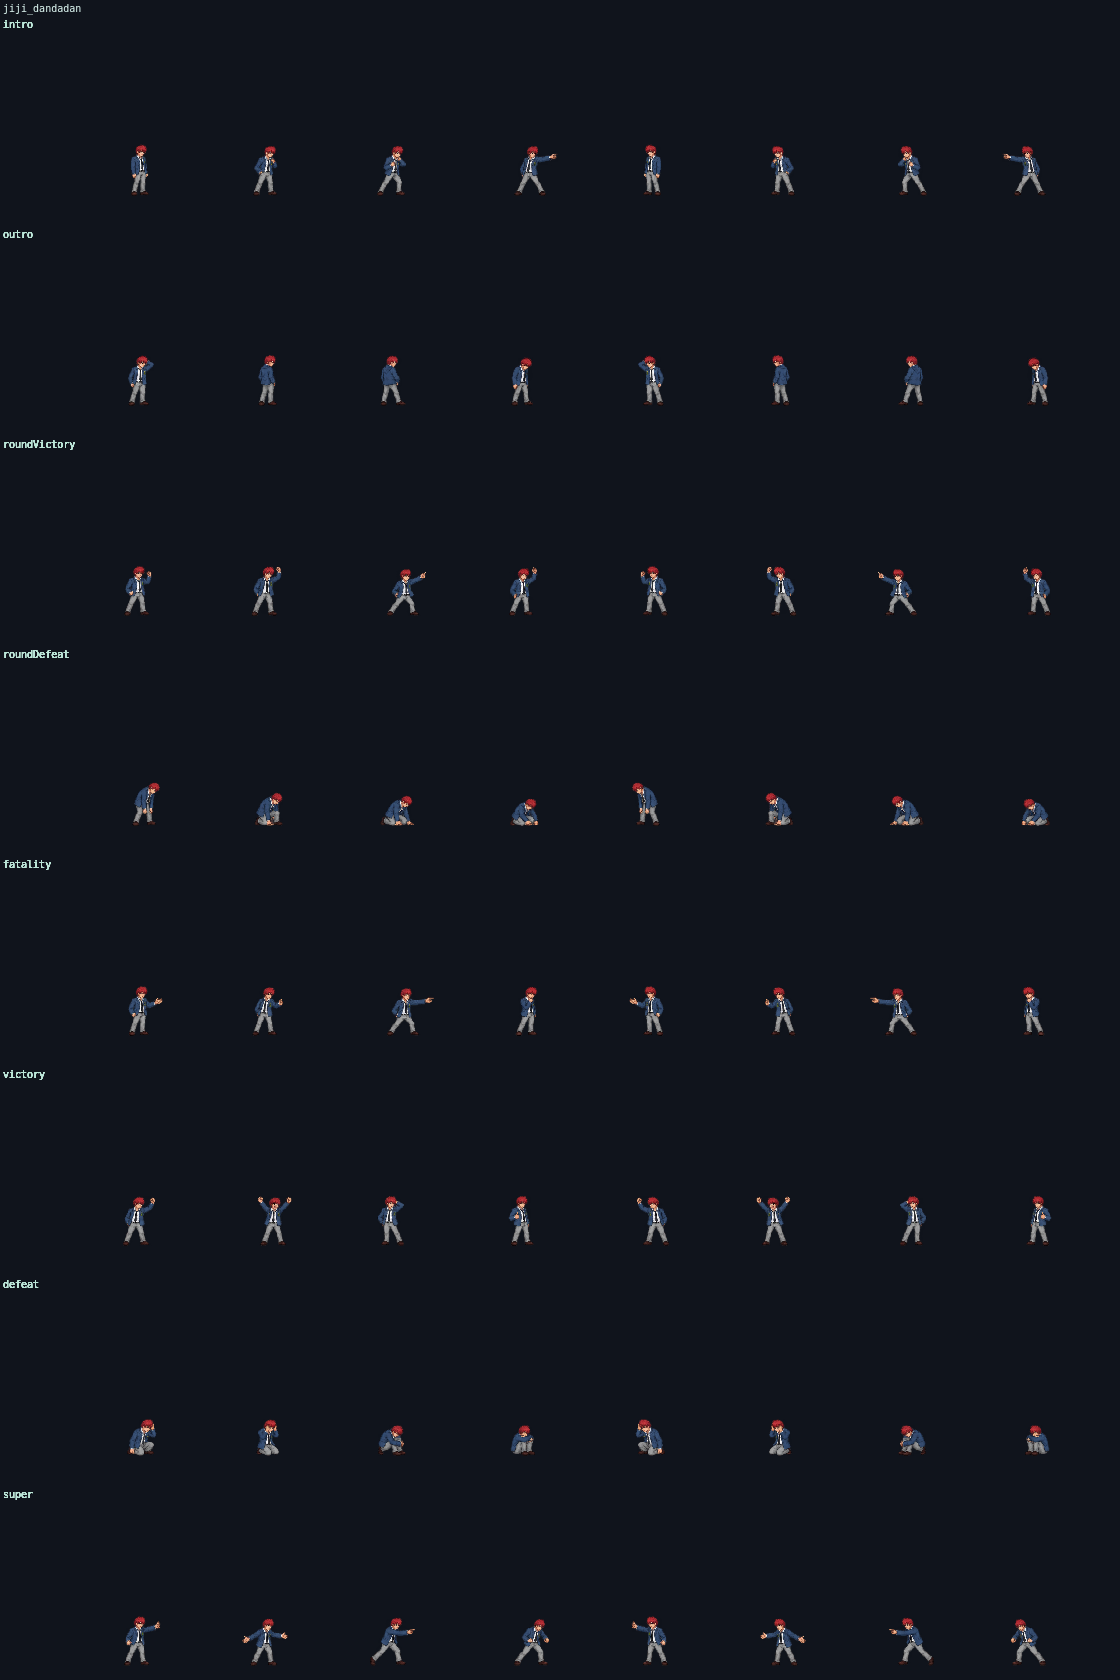 jiji_dandadan
intro
outro
roundVictory
roundDefeat
fatality
victory
defeat
super